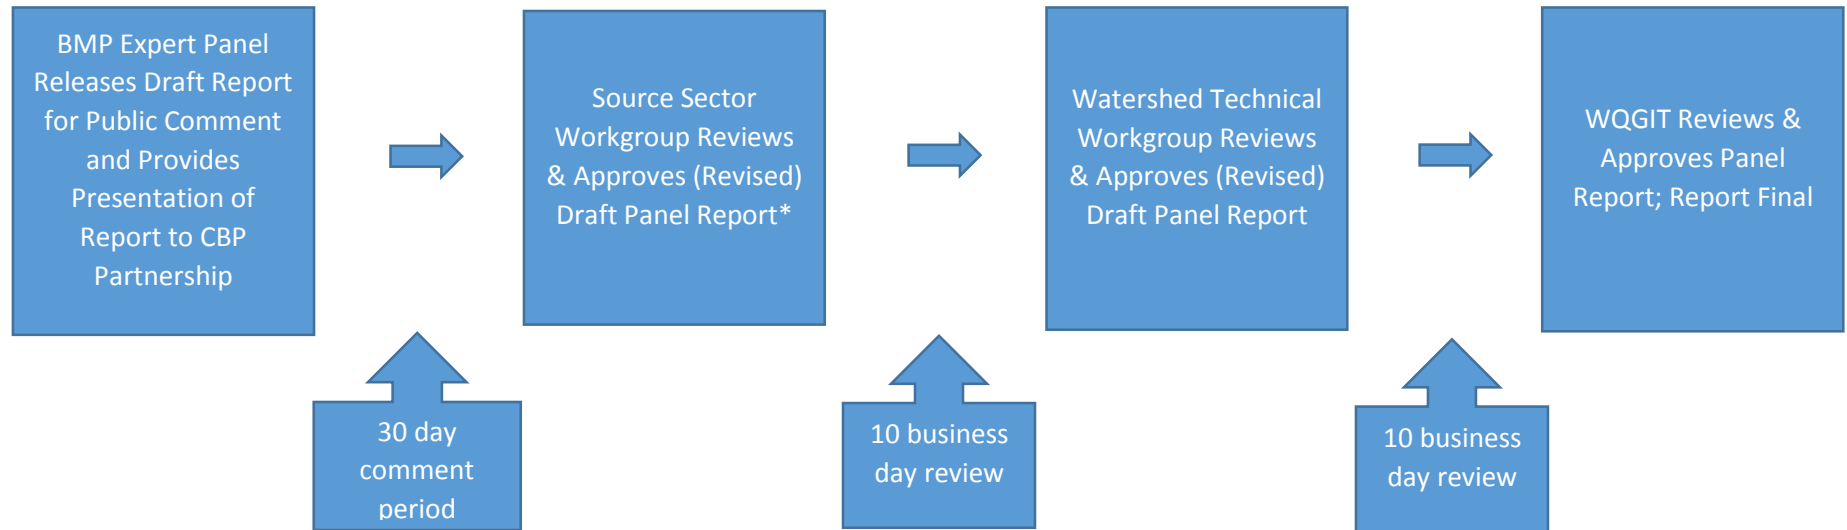 BMP Expert Panel
Releases Draft Report
for Public Comment
and Provides
Presentation of
Report to CBP
Partnership
Source Sector
Workgroup Reviews
& Approves (Revised)
Draft Panel Report*
Watershed Technical
Workgroup Reviews
& Approves (Revised)
Draft Panel Report
WQGIT Reviews &
Approves Panel
Report; Report Final
30 day
comment
period
10 business
day review
10 business
day review